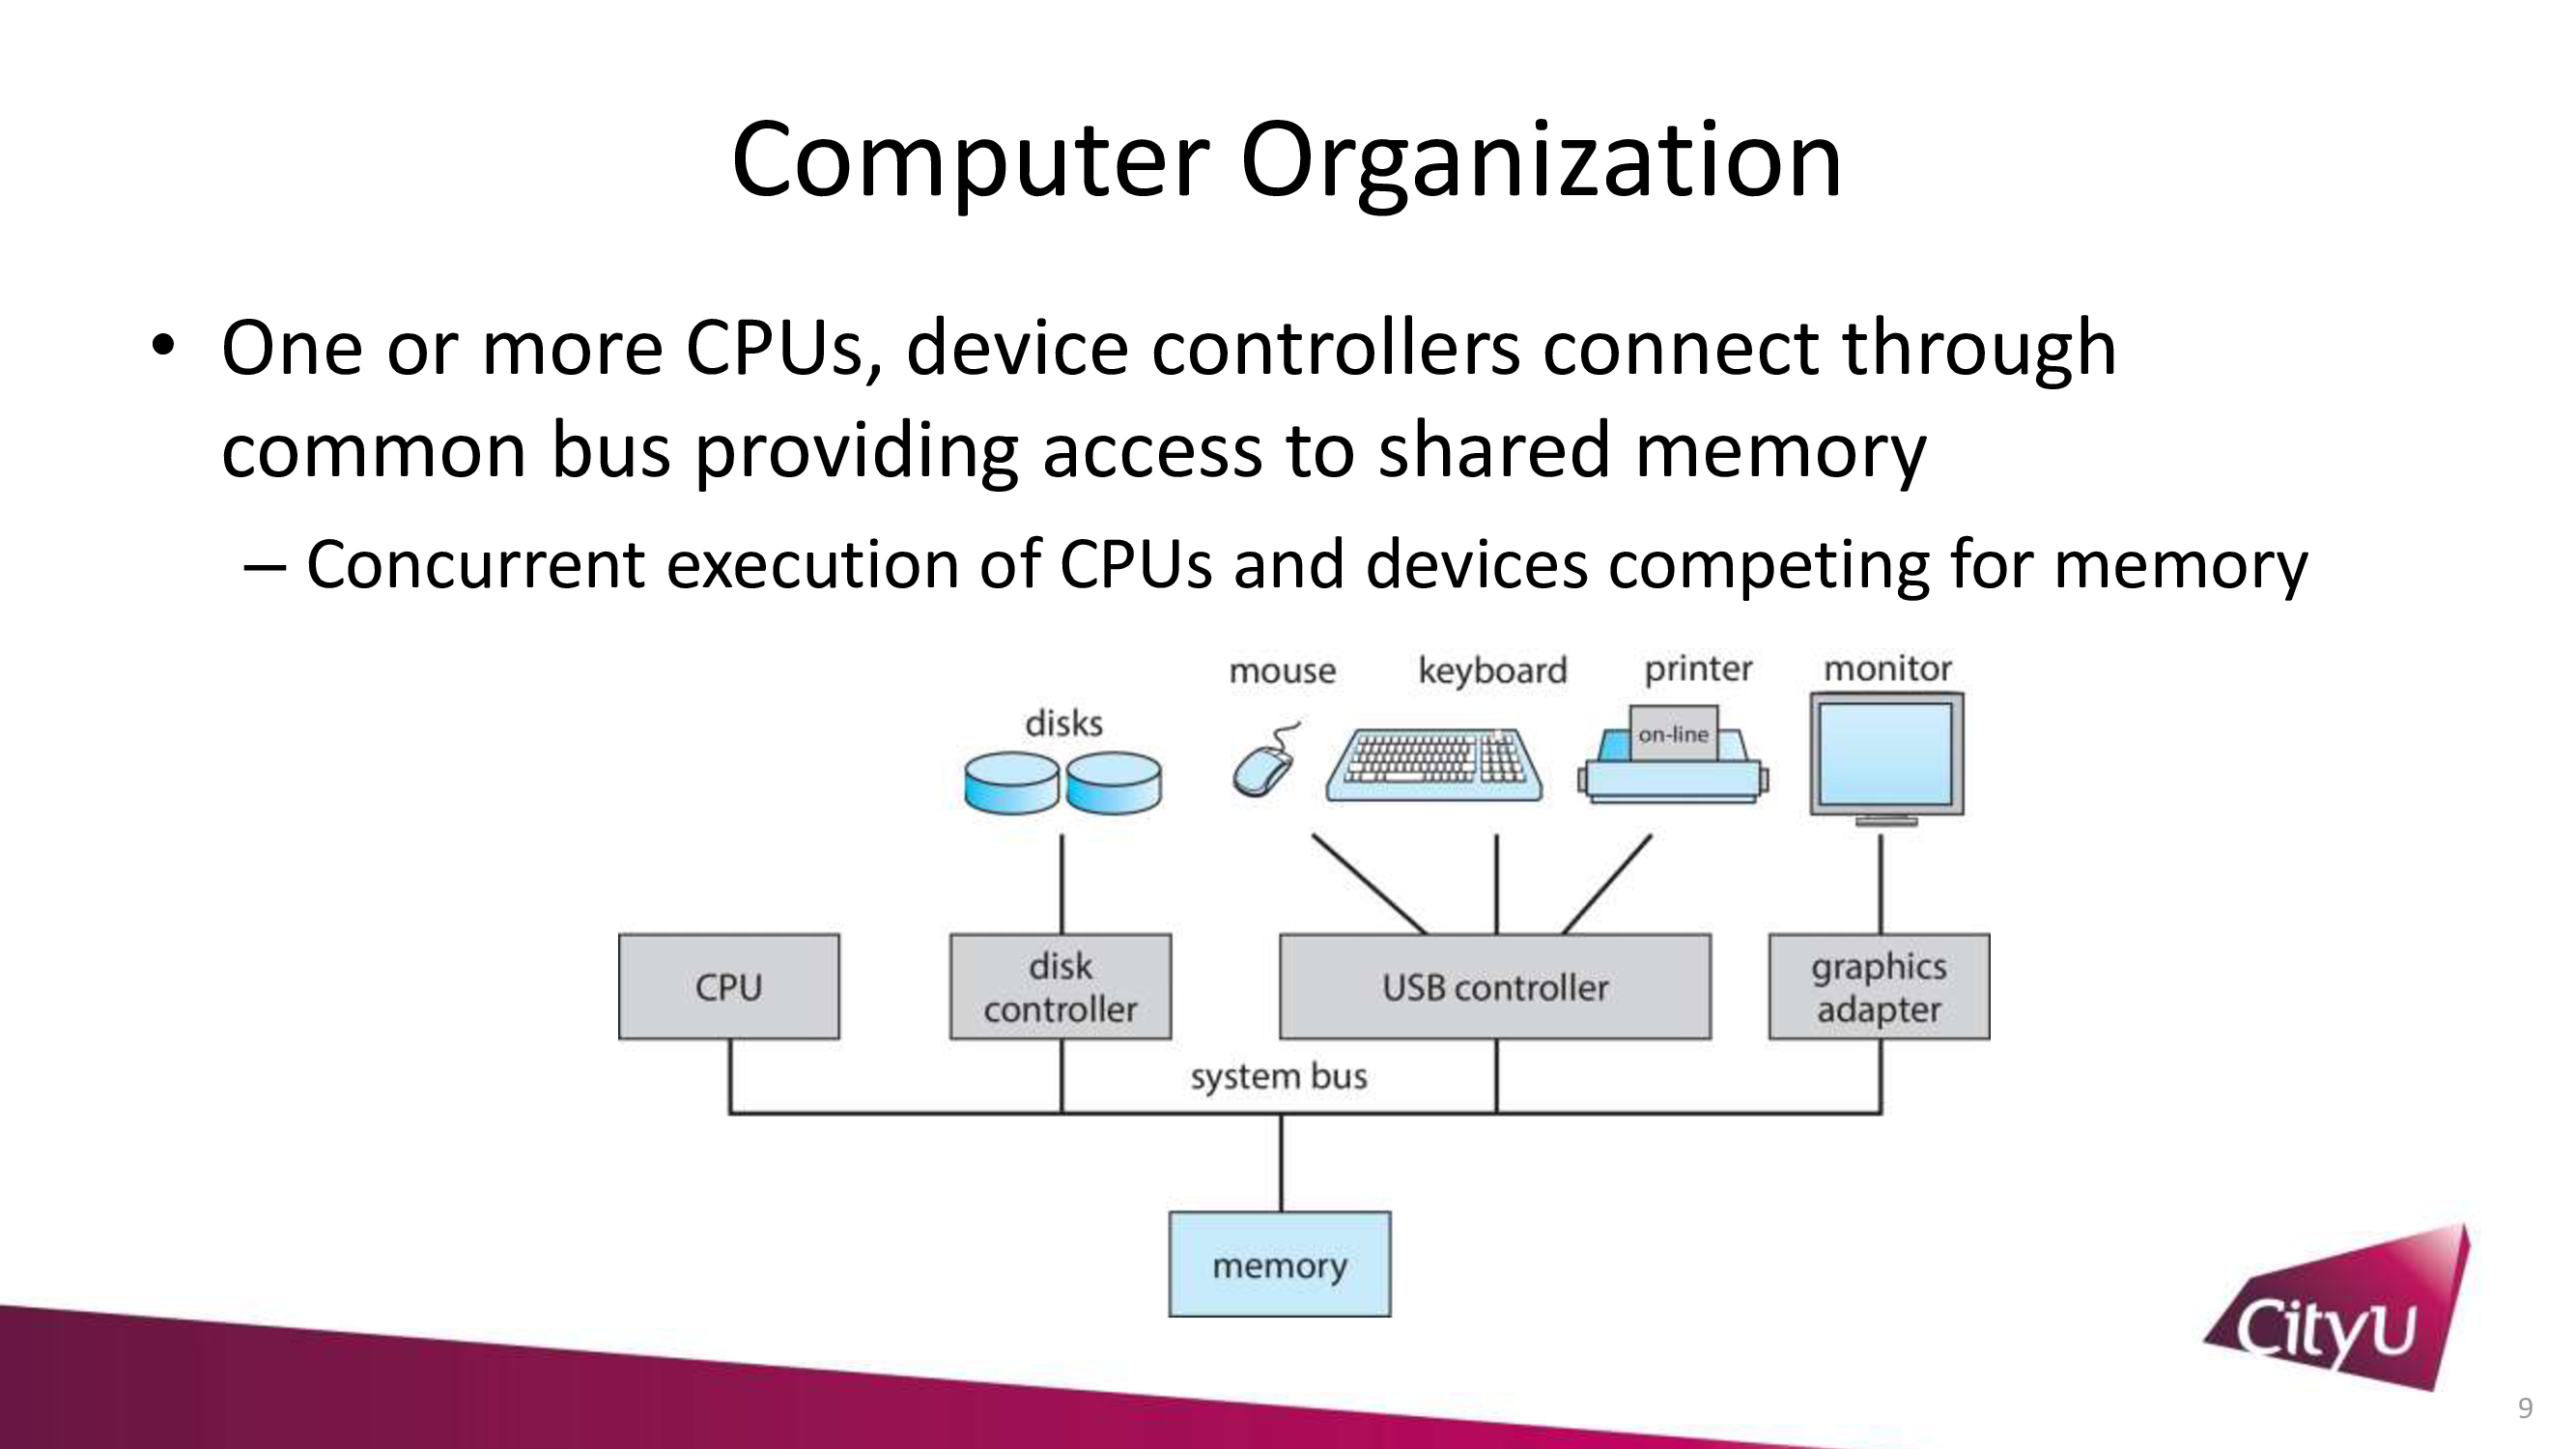 Computer Organization
• One or more CPUs, device controllers connect through
common bus providing access to shared memory
– Concurrent execution of CPUs and devices competing for memory
mouse keyboard printer monitor
disks
on-line
CPU
disk
controller
USB controller
graphics
adapter
system bus
memory
CityU
9